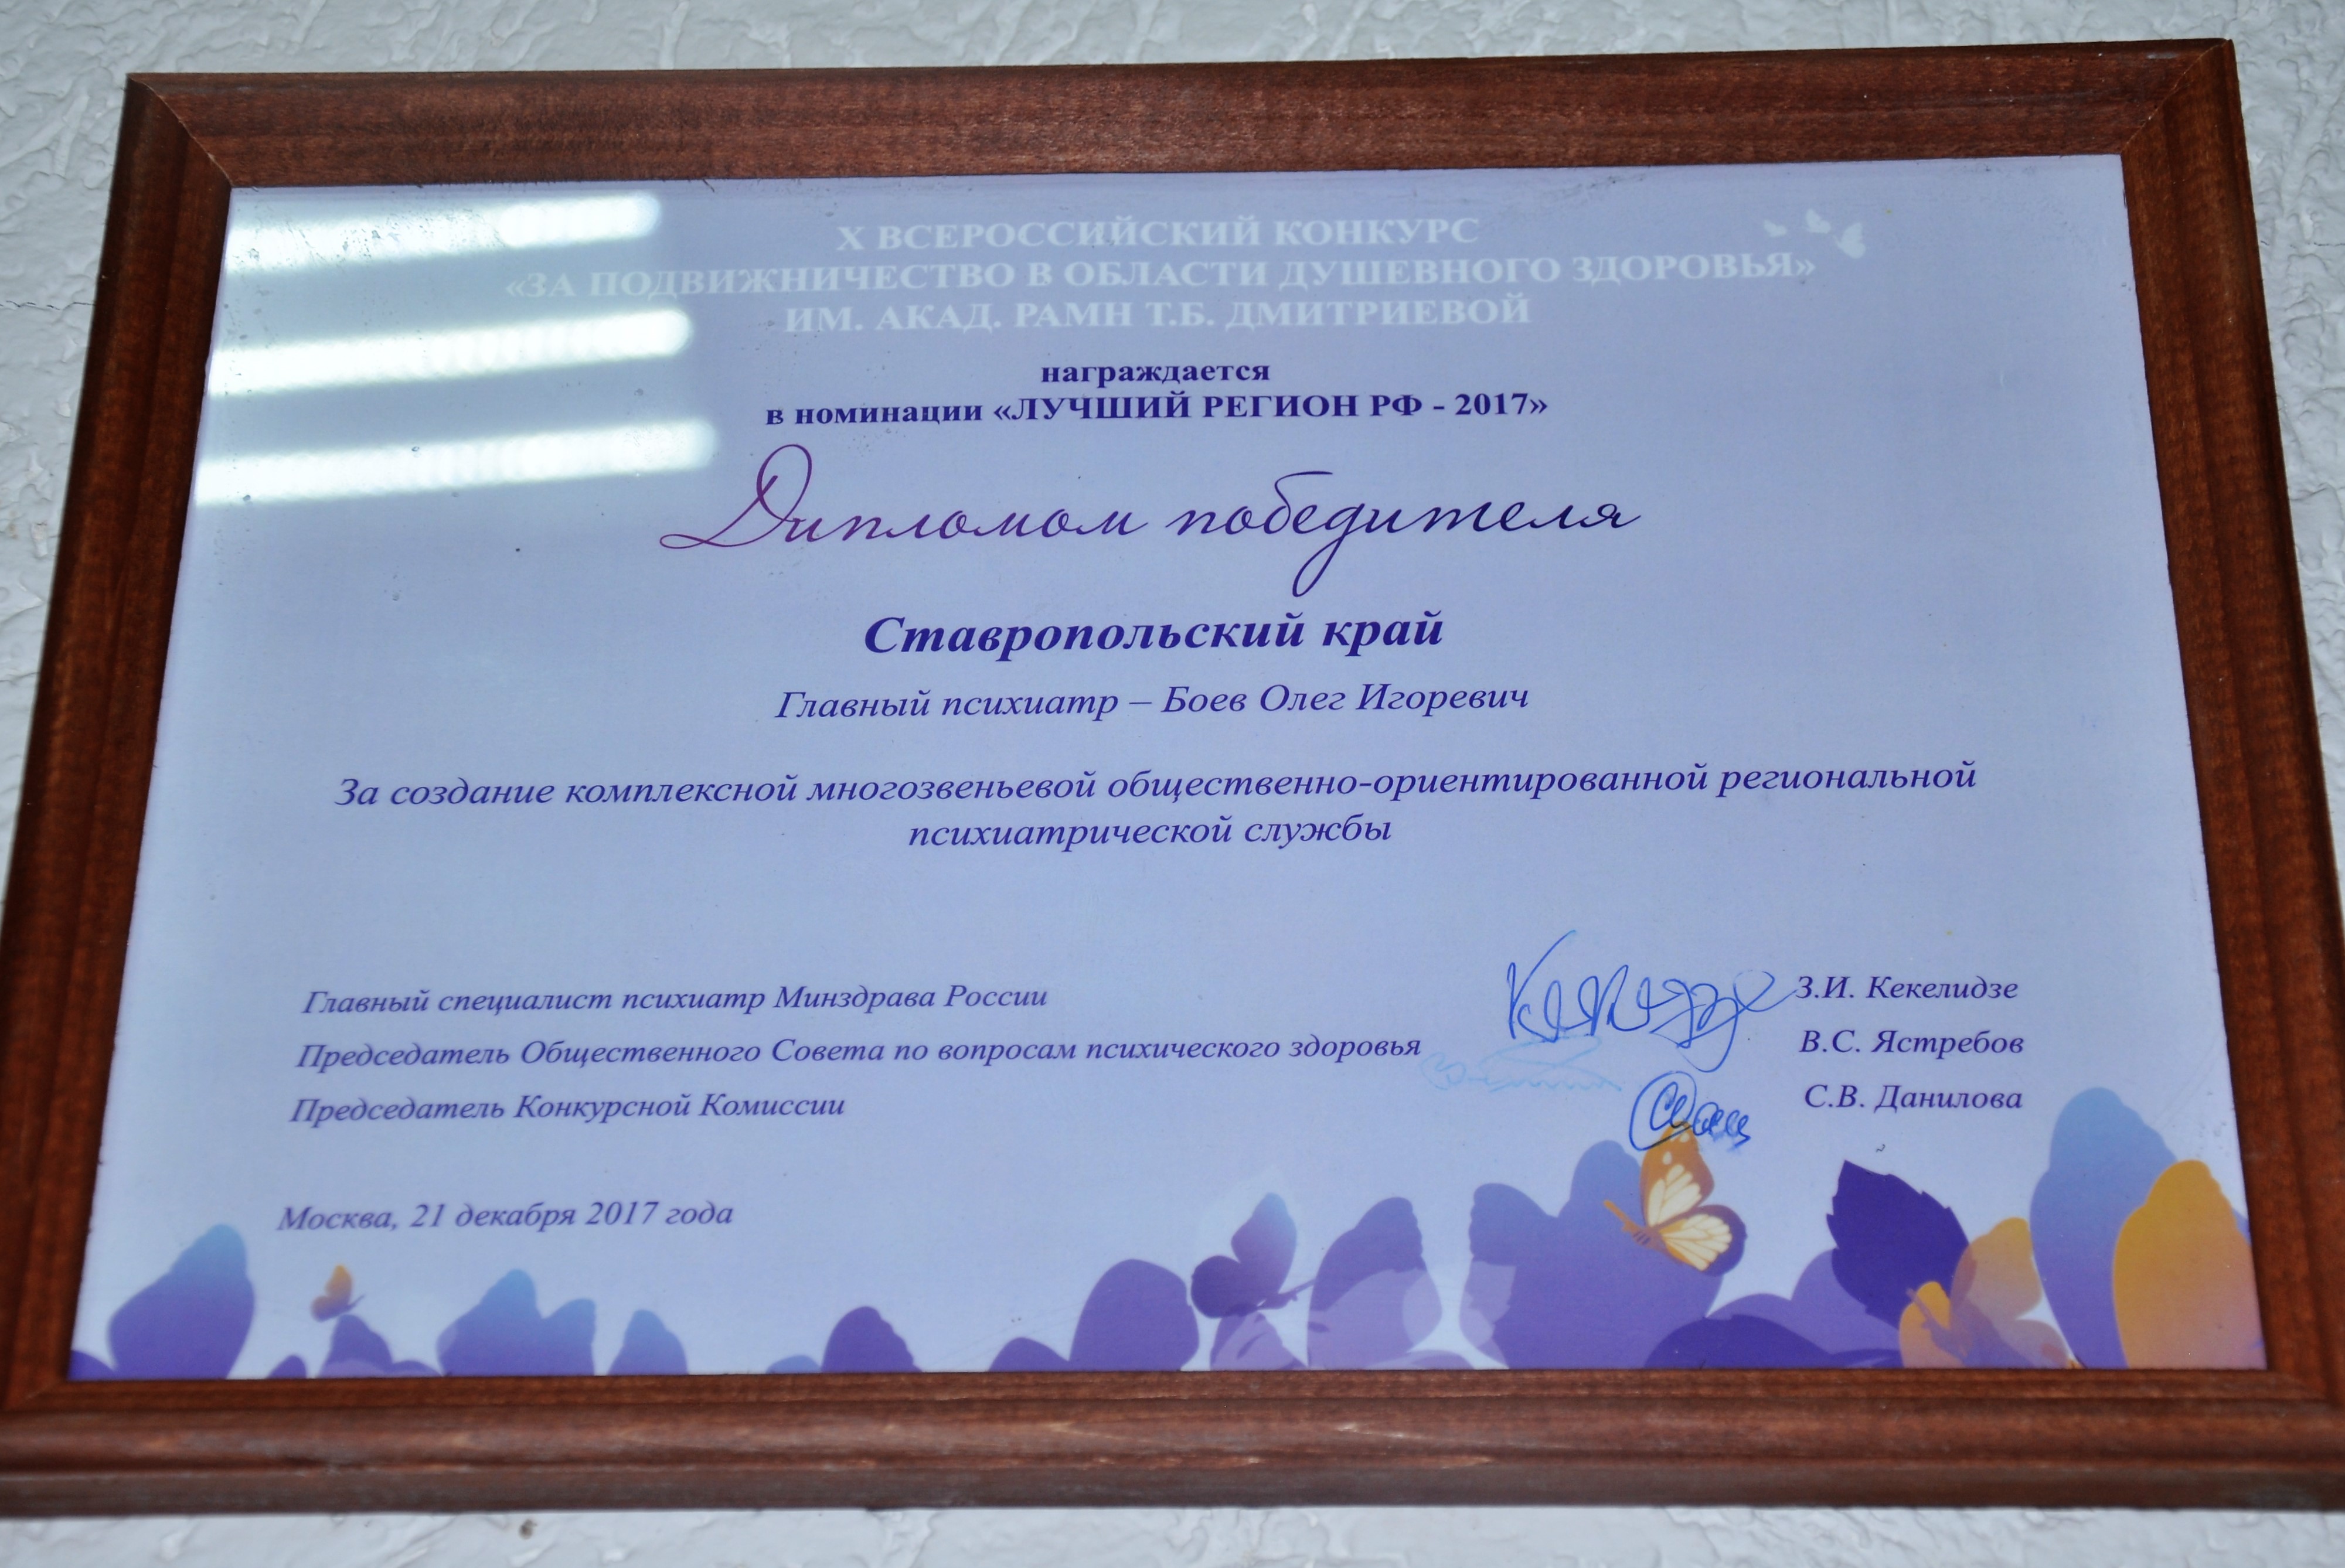 X ВСЕРОССИЙСКИЙ КОНКУРС
«ЗА ПОДВИЖНИЧЕСТВО В ОБЛАСТИ ДУШЕВНОГО ЗДОРОВЬЯ»
ИМ. АКАД. РАМН Т.Б. ДМИТРИЕВОЙ
награждается
в номинации «ЛУЧШИЙ РЕГИОН РФ - 2017»
Дипломом победителя
Ставропольский край
Главный психиатр – Боев Олег Игоревич
За создание комплексной многозвеньевой общественно-ориентированной региональной
психиатрической службы
Главный специалист психиатр Минздрава России З.И. Кекелидзе
Председатель Общественного Совета по вопросам психического здоровья В.С. Ястребов
Председатель Конкурсной Комиссии С.В. Данилова
Москва, 21 декабря 2017 года